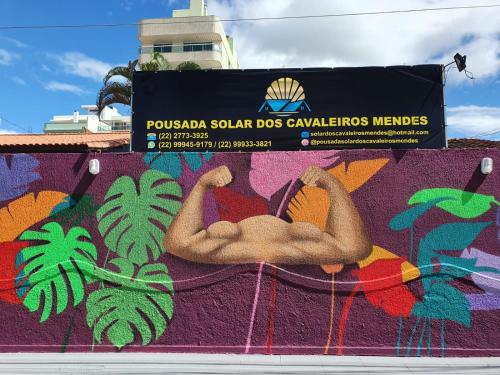 POUSADA SOLAR DOS CAVALEIROS MENDES
(22) 2773-3925
solardoscavaleirosmendes@hotmail.com
(22) 99945-9179 / (22) 99933-3821
@pousadasolardoscavaleirosmendes